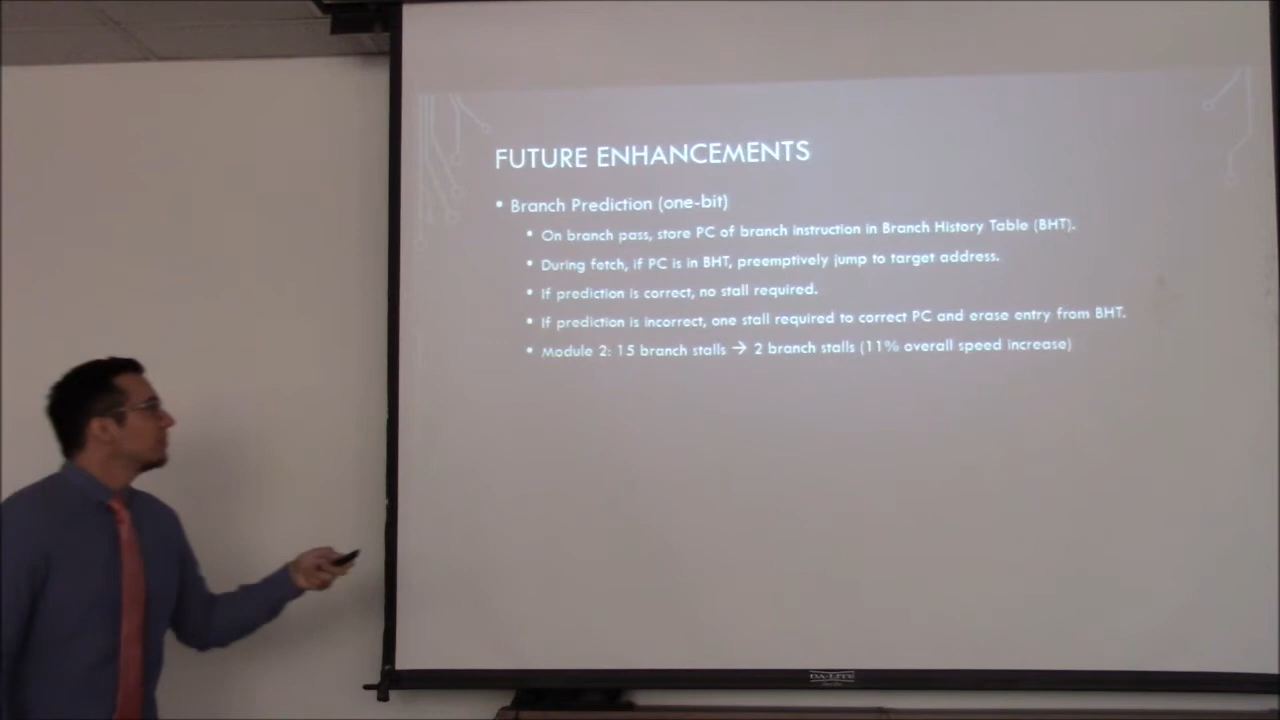 FUTURE ENHANCEMENTS
• Branch Prediction (one-bit)
• On branch pass, store PC of branch instruction in Branch History Table (BHT).
• During fetch, if PC is in BHT, preemptively jump to target address.
• If prediction is correct, no stall required.
• If prediction is incorrect, one stall required to correct PC and erase entry from BHT.
• Module 2: 15 branch stalls → 2 branch stalls (11% overall speed increase)
DA-LITE